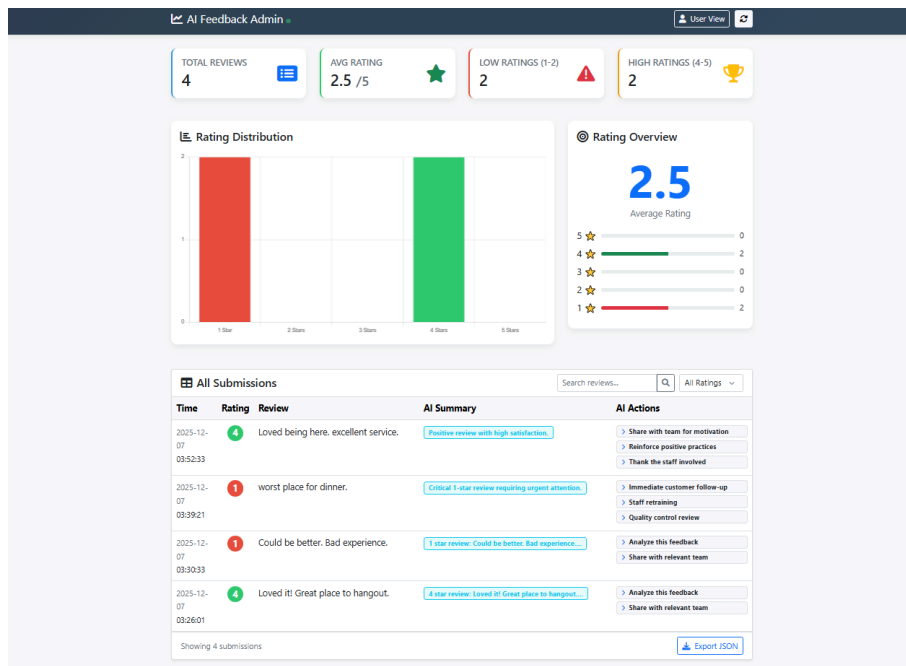 AI Feedback Admin
User View
TOTAL REVIEWS
4
AVG RATING
2.5 /5
LOW RATINGS (1-2)
2
HIGH RATINGS (4-5)
2
Rating Distribution
2
1
0
1 Star 2 Stars 3 Stars 4 Stars 5 Stars
Rating Overview
2.5
Average Rating
5 0
4 2
3 0
2 0
1 2
All Submissions
Search reviews...
All Ratings
Time Rating Review AI Summary AI Actions
2025-12-
07
03:52:33
4
Loved being here. excellent service.
Positive review with high satisfaction.
Share with team for motivation
Reinforce positive practices
Thank the staff involved
2025-12-
07
03:39:21
1
worst place for dinner.
Critical 1-star review requiring urgent attention.
Immediate customer follow-up
Staff retraining
Quality control review
2025-12-
07
03:30:33
1
Could be better. Bad experience.
1 star review: Could be better. Bad experience....
Analyze this feedback
Share with relevant team
2025-12-
07
03:26:01
4
Loved it! Great place to hangout.
4 star review: Loved it! Great place to hangout....
Analyze this feedback
Share with relevant team
Showing 4 submissions
Export JSON